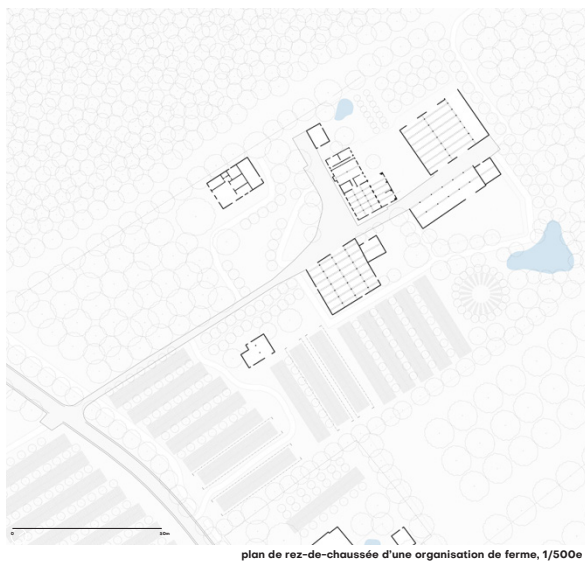 0 50m
plan de rez-de-chaussée d'une organisation de ferme, 1/500e